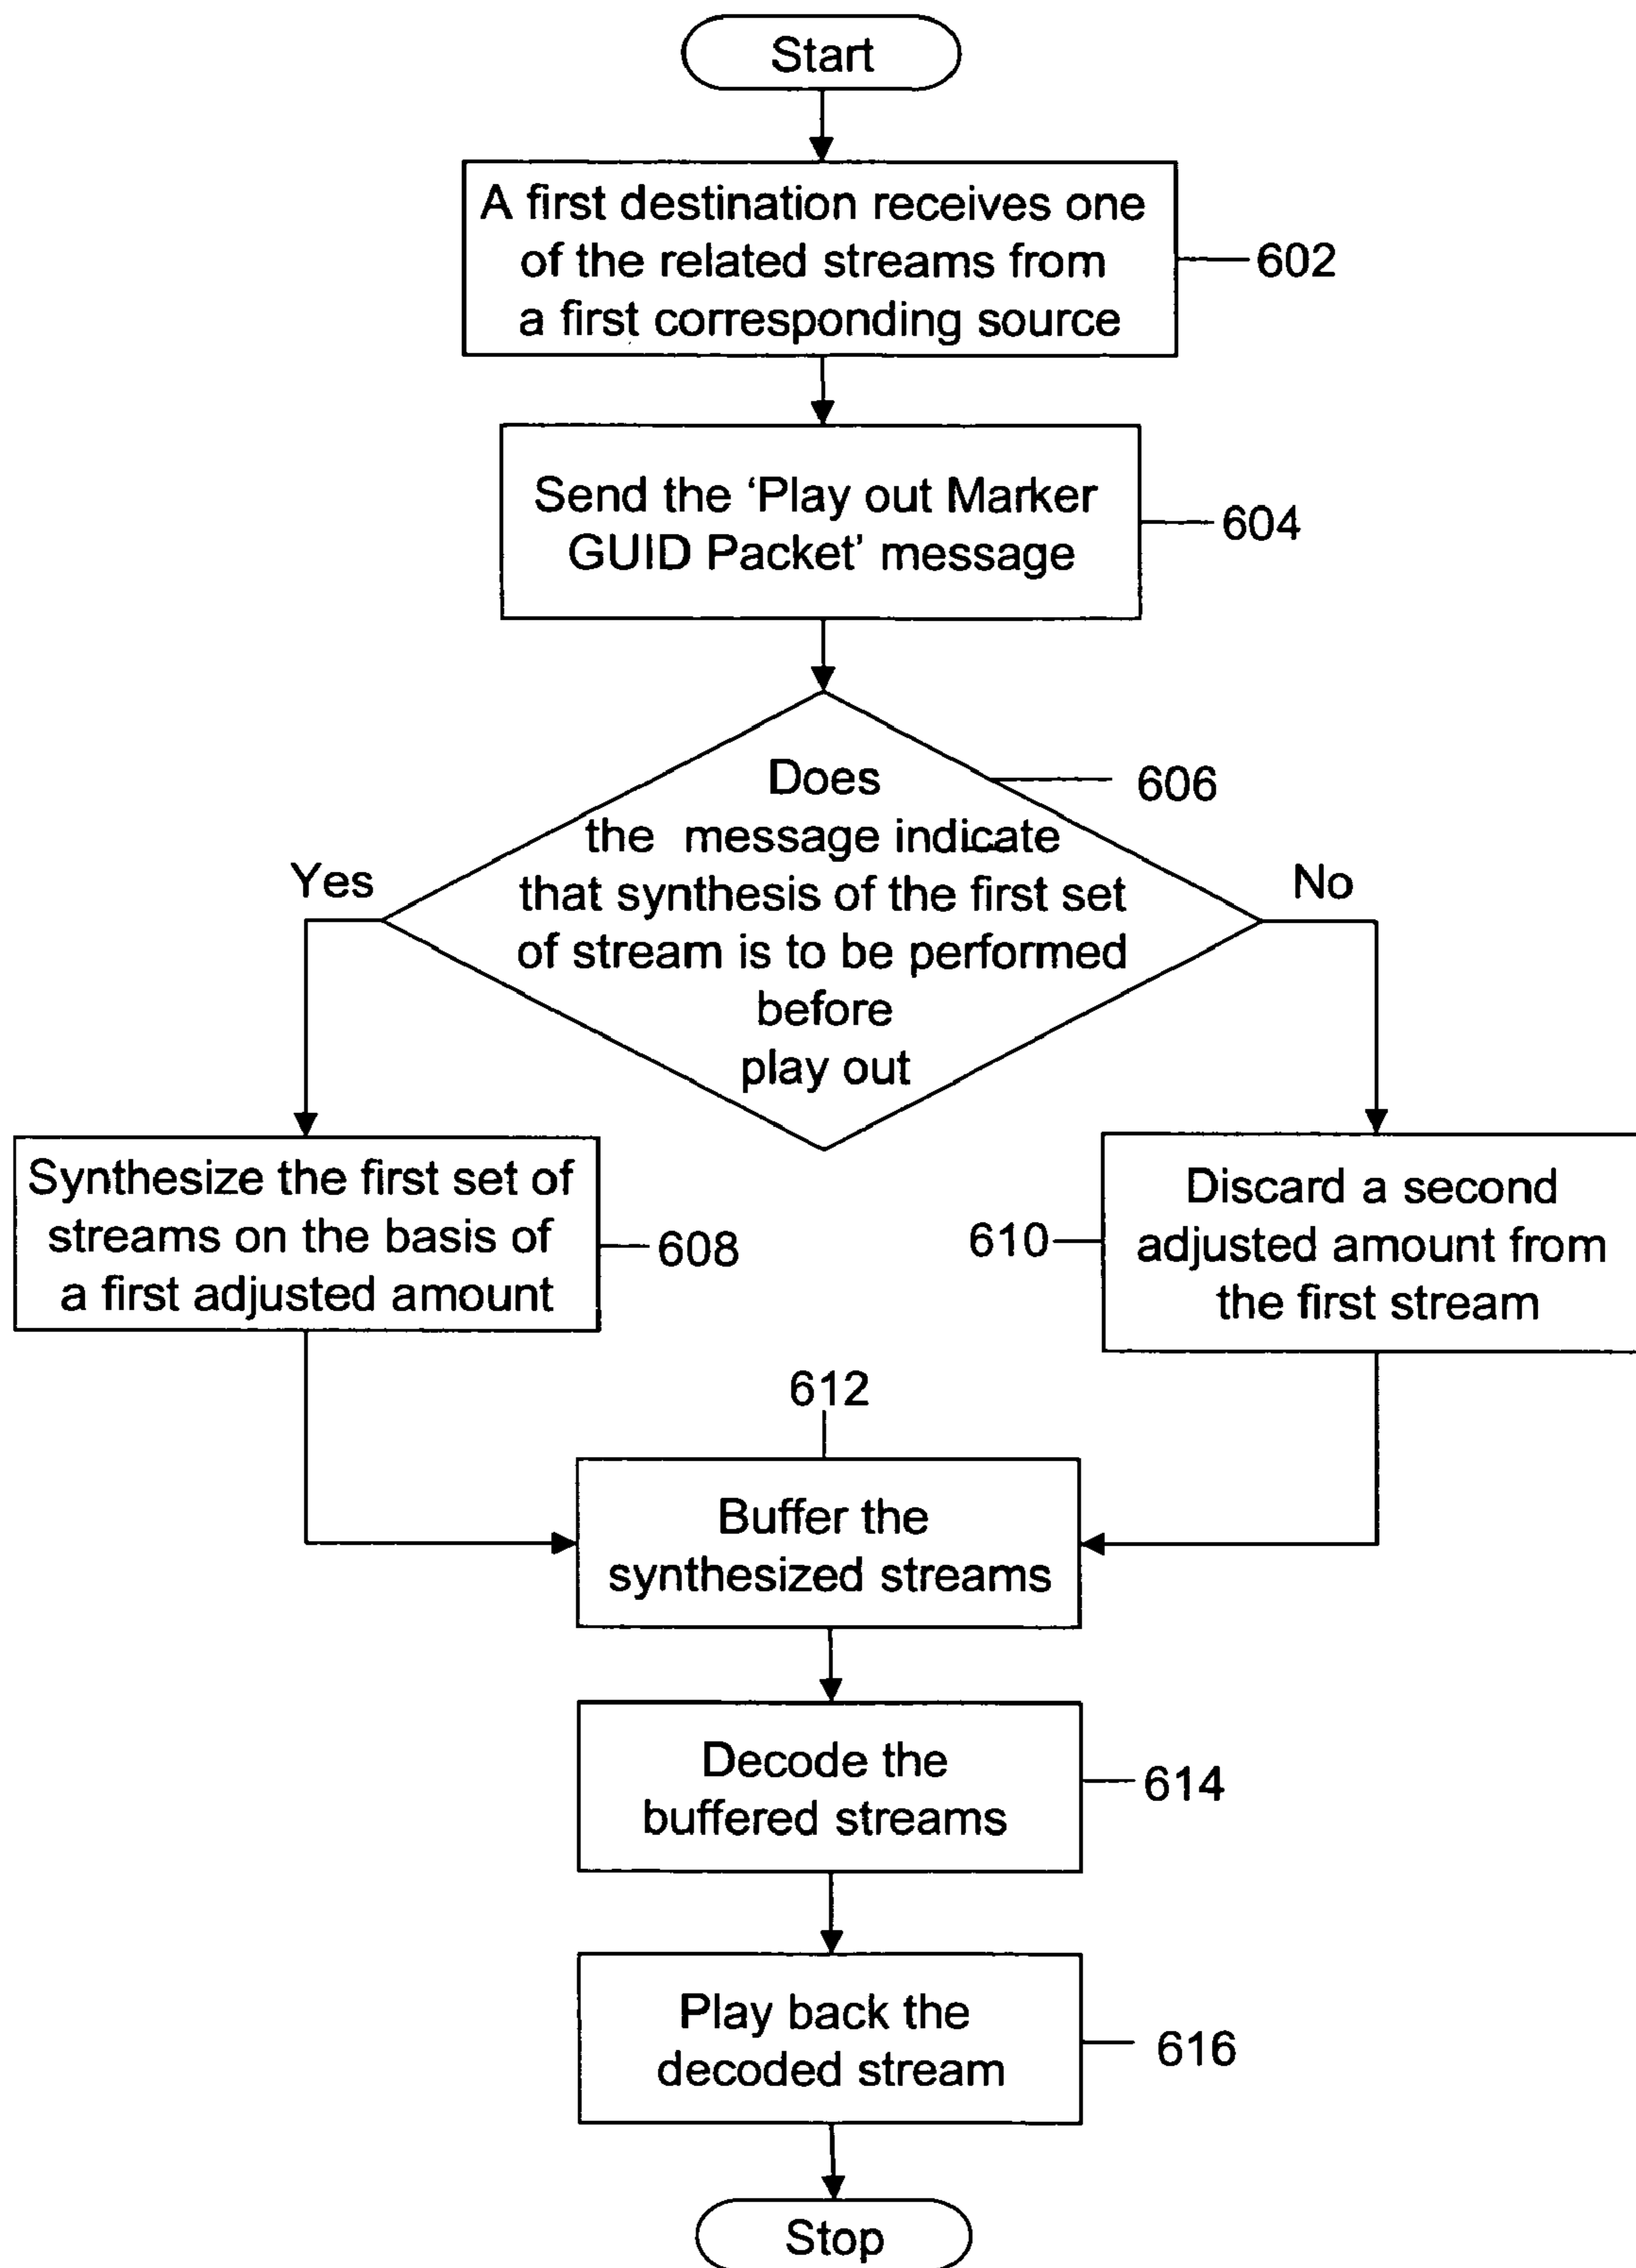 Start
A first destination receives one
of the related streams from
a first corresponding source
602
Send the ‘Play out Marker
GUID Packet’ message
604
Does
the message indicate
that synthesis of the first set
of stream is to be performed
before
play out
606
Yes
No
Synthesize the first set of
streams on the basis of
a first adjusted amount
608
610
Discard a second
adjusted amount from
the first stream
612
Buffer the
synthesized streams
Decode the
buffered streams
614
Play back the
decoded stream
616
Stop